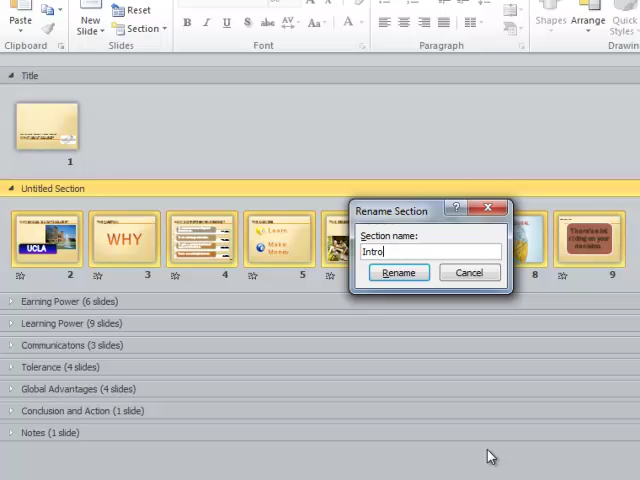 Paste
New
Slide
Reset
Section
B I U S abc AV Aa A
Shapes
Arrange
Quick
Styles
Clipboard
Slides
Font
Paragraph
Drawin
Title
1
Untitled Section
UCLA
WHY
Learn
Make
Money
There's a lot
riding on your
decision.
2
3
4
5
8
9
Rename Section
?
Section name:
Intro
Rename
Cancel
Earning Power (6 slides)
Learning Power (9 slides)
Communicatons (3 slides)
Tolerance (4 slides)
Global Advantages (4 slides)
Conclusion and Action (1 slide)
Notes (1 slide)